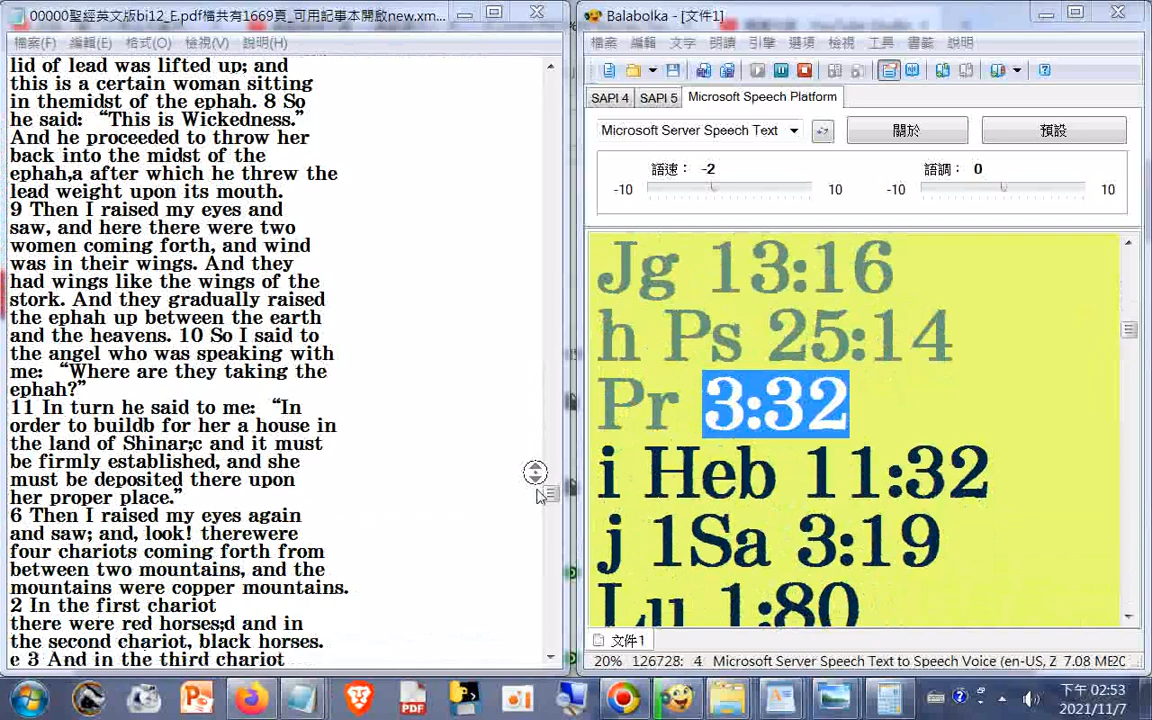 00000聖經英文版bi12_E.pdf檔共有1669頁_可用記事本開啟new.xm...
檔案(F) 編輯(E) 格式(O) 檢視(V) 說明(H)
lid of lead was lifted up; and
this is a certain woman sitting
in themidst of the ephah. 8 So
he said: “This is Wickedness.”
And he proceeded to throw her
back into the midst of the
ephah,a after which he threw the
lead weight upon its mouth.
9 Then I raised my eyes and
saw, and here there were two
women coming forth, and wind
was in their wings. And they
had wings like the wings of the
stork. And they gradually raised
the ephah up between the earth
and the heavens. 10 So I said to
the angel who was speaking with
me: “Where are they taking the
ephah?”
11 In turn he said to me: “In
order to buildb for her a house in
the land of Shinar;c and it must
be firmly established, and she
must be deposited there upon
her proper place.”
6 Then I raised my eyes again
and saw; and, look! therewere
four chariots coming forth from
between two mountains, and the
mountains were copper mountains.
2 In the first chariot
there were red horses;d and in
the second chariot, black horses.
e 3 And in the third chariot
Balabolka - [文件1]
檔案 編輯 文字 朗讀 引擎 選項 檢視 工具 書籤 說明
SAPI 4 SAPI 5 Microsoft Speech Platform
Microsoft Server Speech Text 關於 預設
語速: -2 語調: 0
-10 10 -10 10
Jg 13:16
h Ps 25:14
Pr 3:32
i Heb 11:32
j 1Sa 3:19
Lu 1:80
文件1
20% 126728: 4 Microsoft Server Speech Text to Speech Voice (en-US, Z 7.08 ME
PDF
下午 02:53
2021/11/7